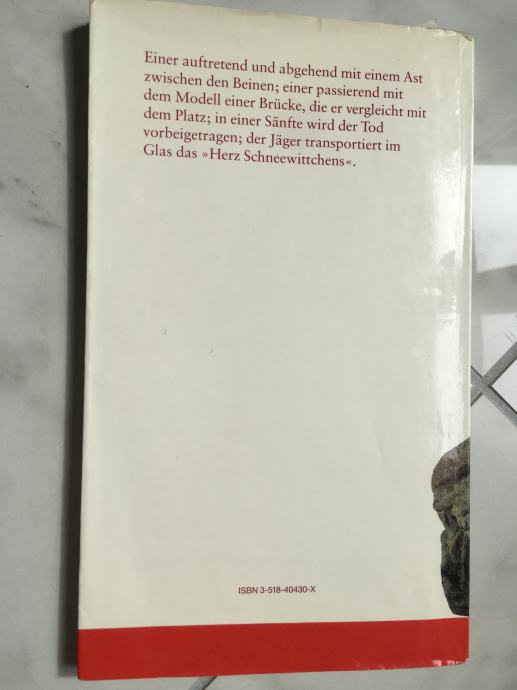 Einer auftretend und abgehend mit einem Ast
zwischen den Beinen; einer passierend mit
dem Modell einer Brücke, die er vergleicht mit
dem Platz; in einer Sänfte wird der Tod
vorbeigetragen; der Jäger transportiert im
Glas das »Herz Schneewittchens«.
ISBN 3-518-40430-X